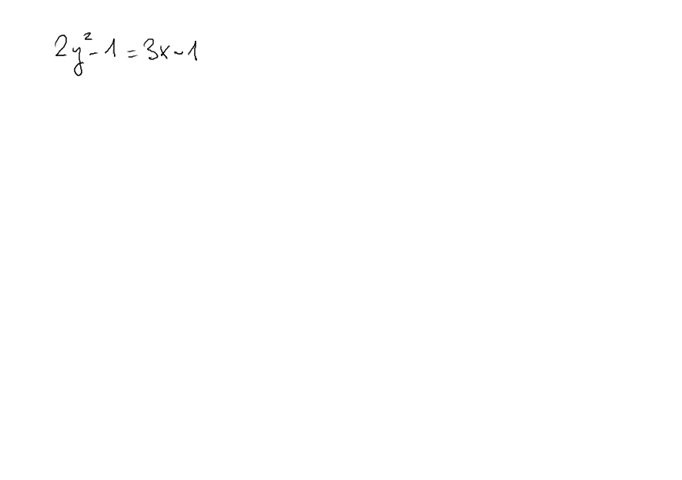 2y² - 1 = 3x - 1